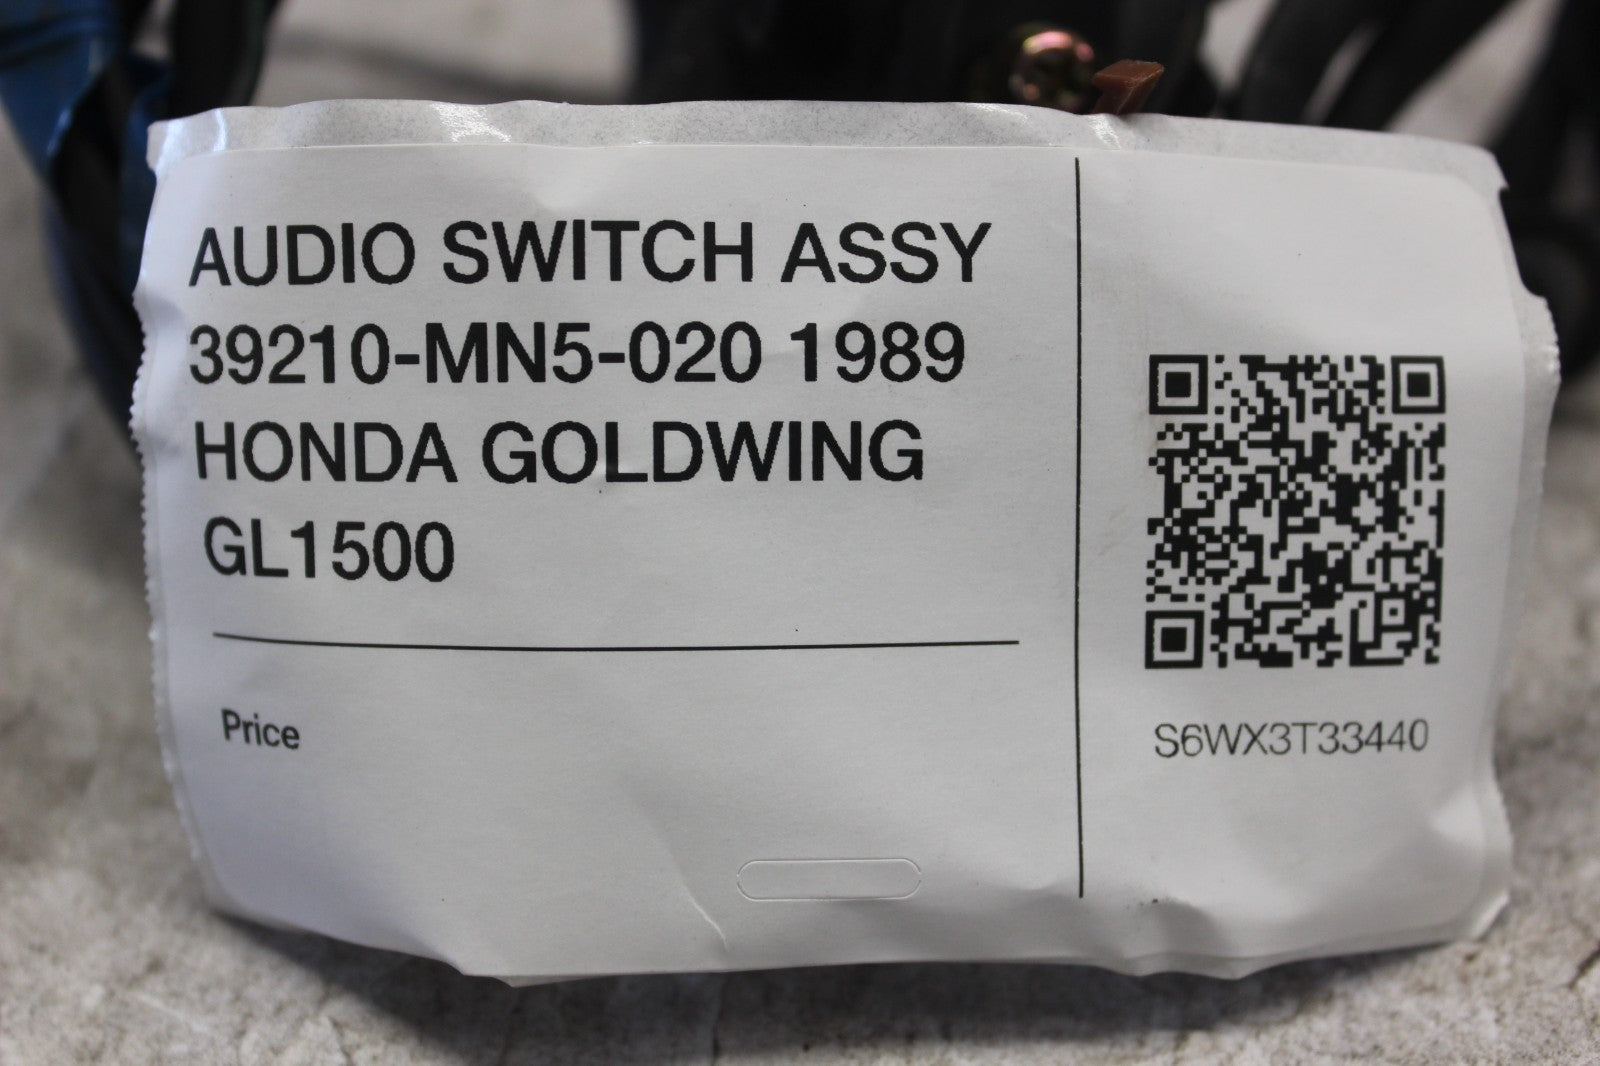 AUDIO SWITCH ASSY
39210-MN5-020 1989
HONDA GOLDWING
GL1500
Price
S6WX3T33440